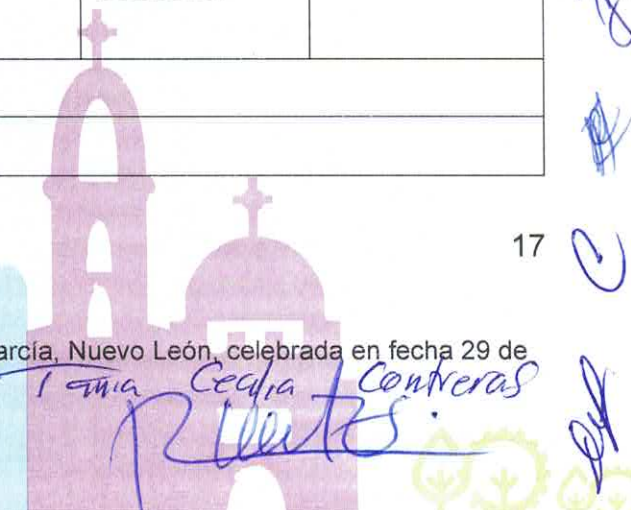 17
arcía, Nuevo León, celebrada en fecha 29 de
Tania Cecilia Contreras